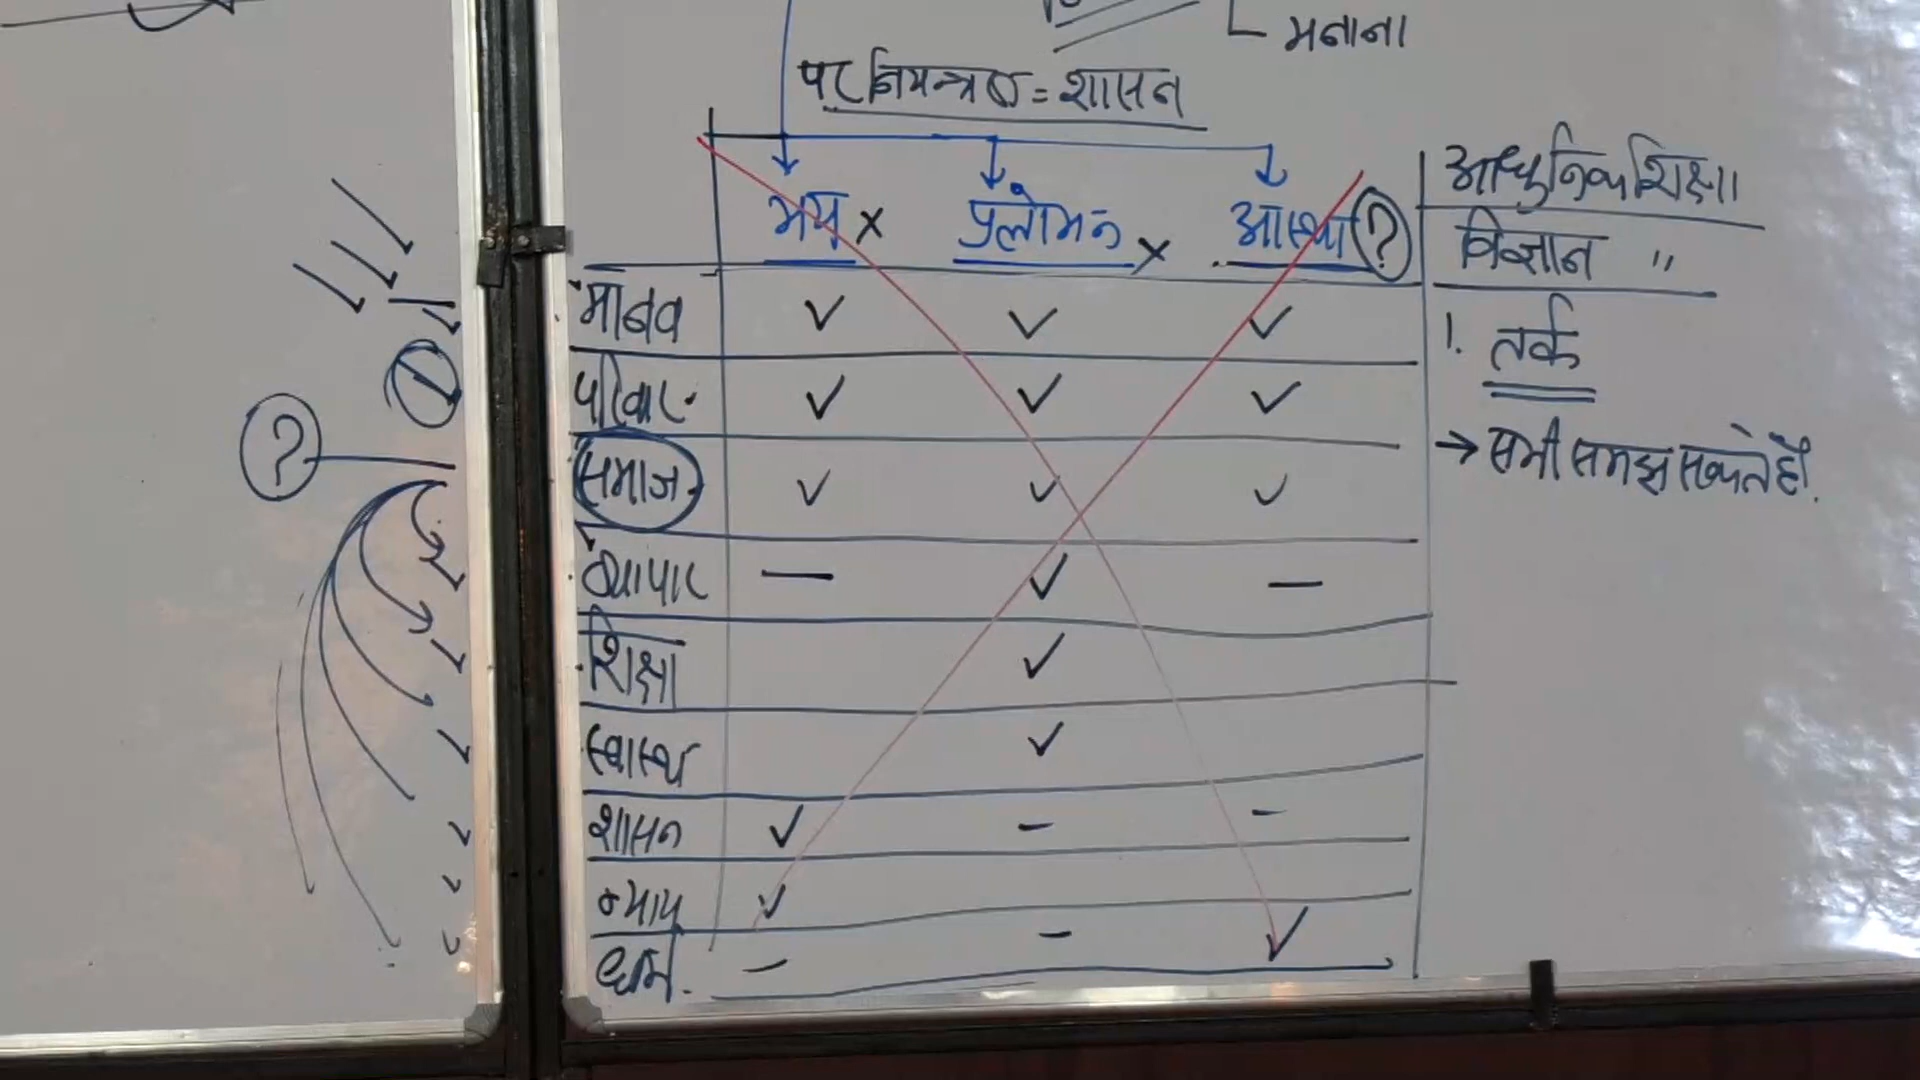 मनाना
पर नियन्त्रण = शासन
भय x प्रलोभन x आस्था ?
मानव ✓ ✓ ✓
परिवार ✓ ✓ ✓
समाज ✓ ✓ ✓
व्यापार — ✓ —
शिक्षा ✓
स्वास्थ्य ✓
शासन ✓ - -
न्याय ✓
धर्म - - ✓
आधुनिक शिक्षा
विज्ञान "
1. तर्क
→ सभी समझ सकते हैं.
?